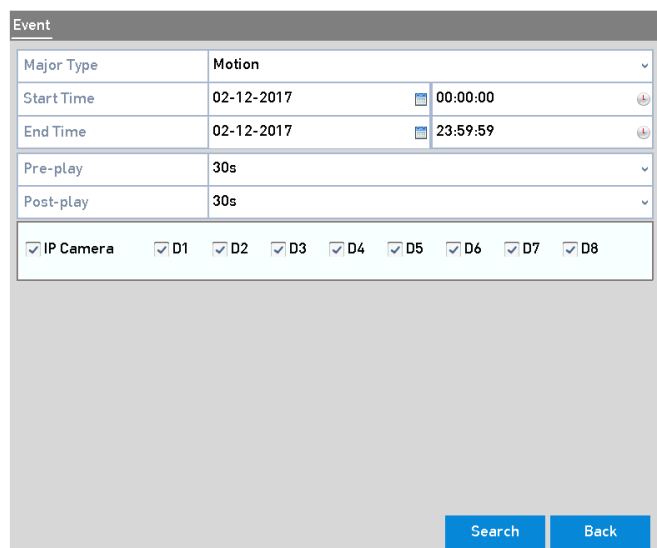 Event
Major Type Motion
Start Time 02-12-2017 00:00:00
End Time 02-12-2017 23:59:59
Pre-play 30s
Post-play 30s
IP Camera D1 D2 D3 D4 D5 D6 D7 D8
Search Back